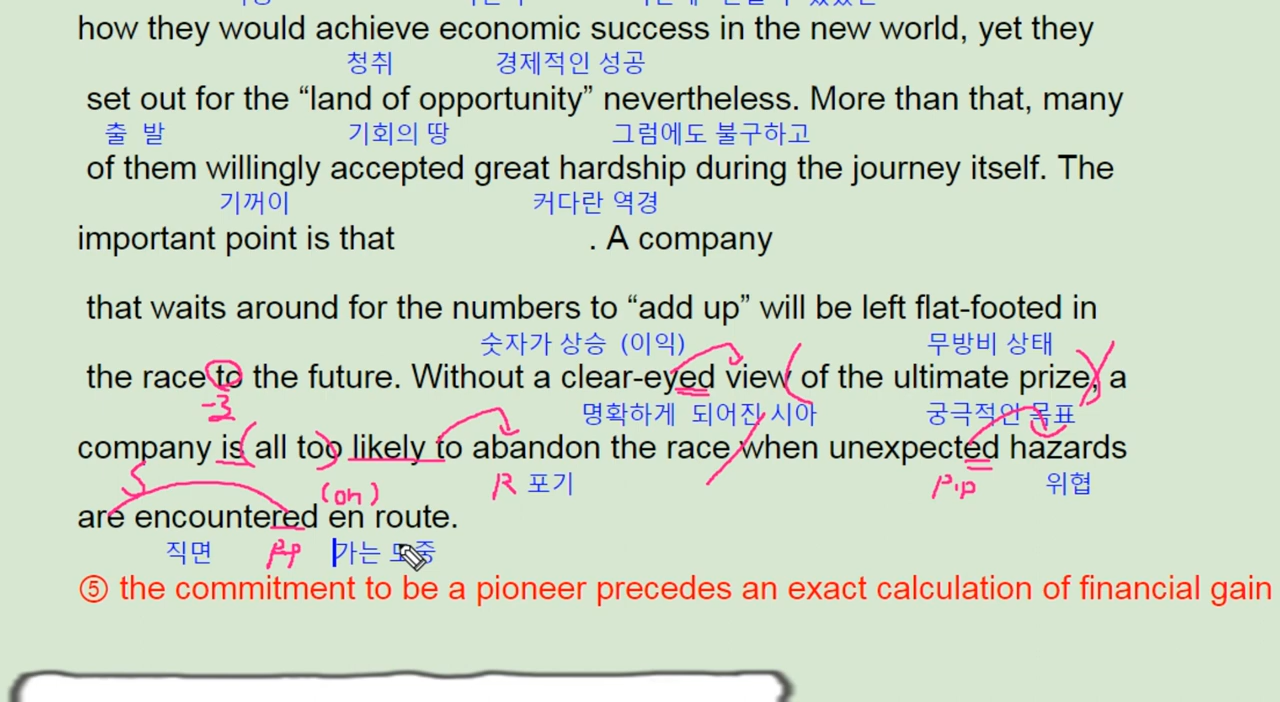 how they would achieve economic success in the new world, yet they
청취 경제적인 성공
set out for the “land of opportunity” nevertheless. More than that, many
출 발 기회의 땅 그럼에도 불구하고
of them willingly accepted great hardship during the journey itself. The
기꺼이 커다란 역경
important point is that . A company
that waits around for the numbers to “add up” will be left flat-footed in
숫자가 상승 (이익) 무방비 상태
the race to the future. Without a clear-eyed view of the ultimate prize, a
명확하게 되어진 시아 궁극적인 목표
company is all too likely to abandon the race when unexpected hazards
(oh) R 포기 P.P 위협
are encountered en route.
직면 PP 가는 도중
⑤ the commitment to be a pioneer precedes an exact calculation of financial gain